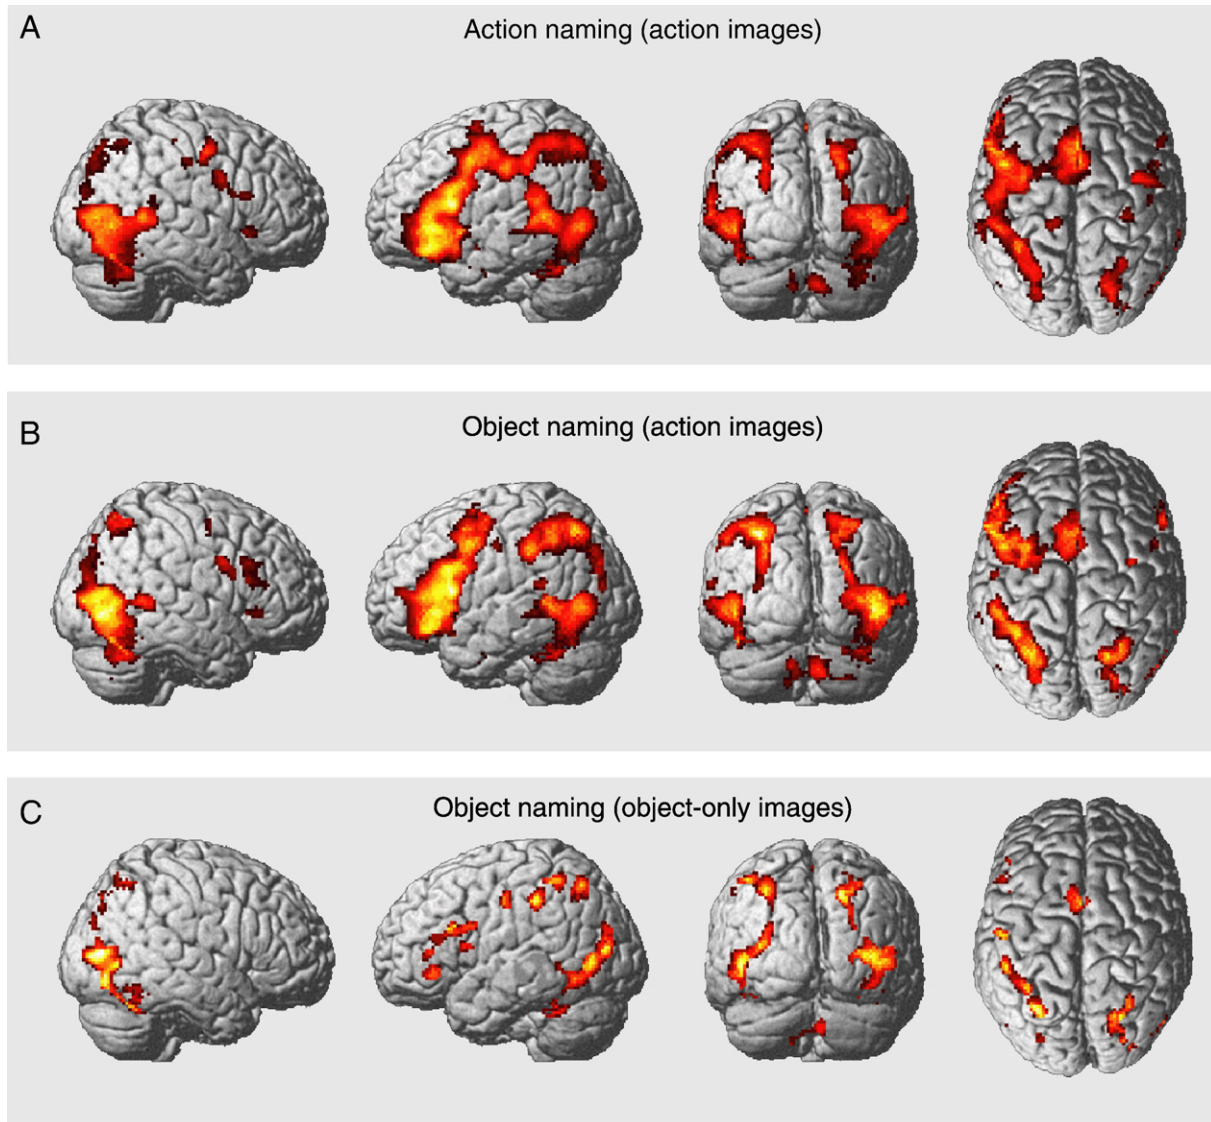 A
Action naming (action images)
B
Object naming (action images)
C
Object naming (object-only images)